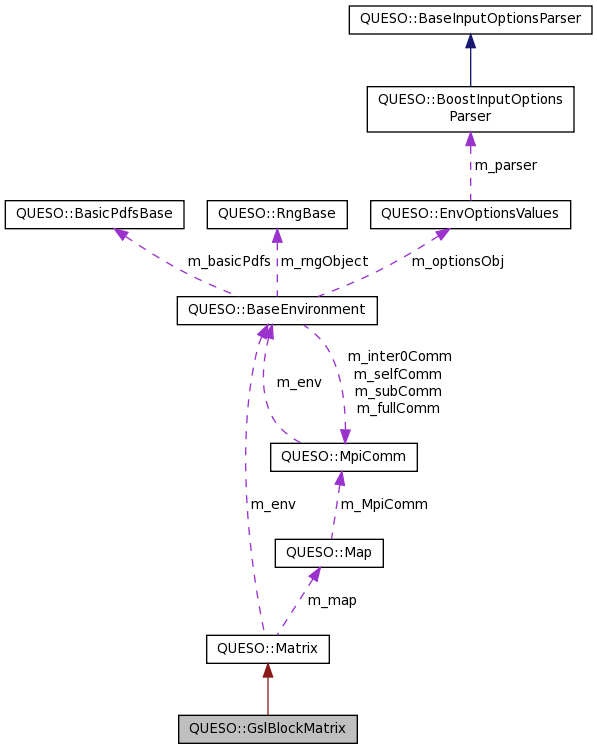 QUESO::BaseInputOptionsParser
QUESO::BoostInputOptions
Parser
m_parser
QUESO::BasicPdfsBase
QUESO::RngBase
QUESO::EnvOptionsValues
m_basicPdfs
m_rngObject
m_optionsObj
QUESO::BaseEnvironment
m_inter0Comm
m_selfComm
m_subComm
m_fullComm
m_env
QUESO::MpiComm
m_env
m_MpiComm
QUESO::Map
m_map
QUESO::Matrix
QUESO::GslBlockMatrix